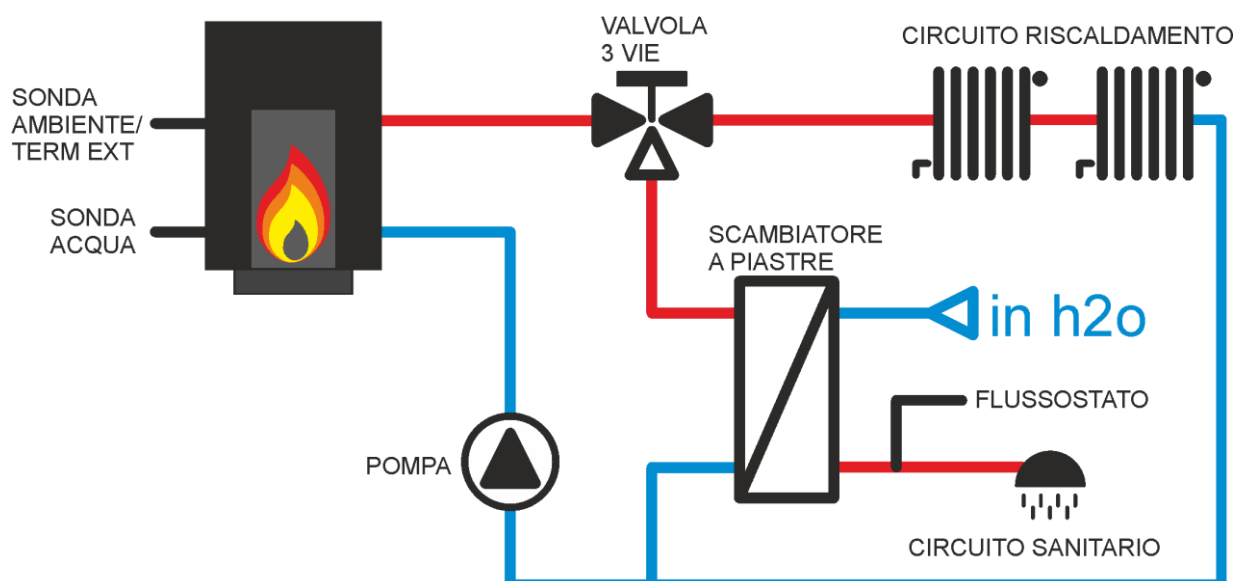 VALVOLA
3 VIE
CIRCUITO RISCALDAMENTO
SONDA
AMBIENTE/
TERM EXT
SONDA
ACQUA
SCAMBIATORE
A PIASTRE
in h2o
FLUSSOSTATO
POMPA
CIRCUITO SANITARIO